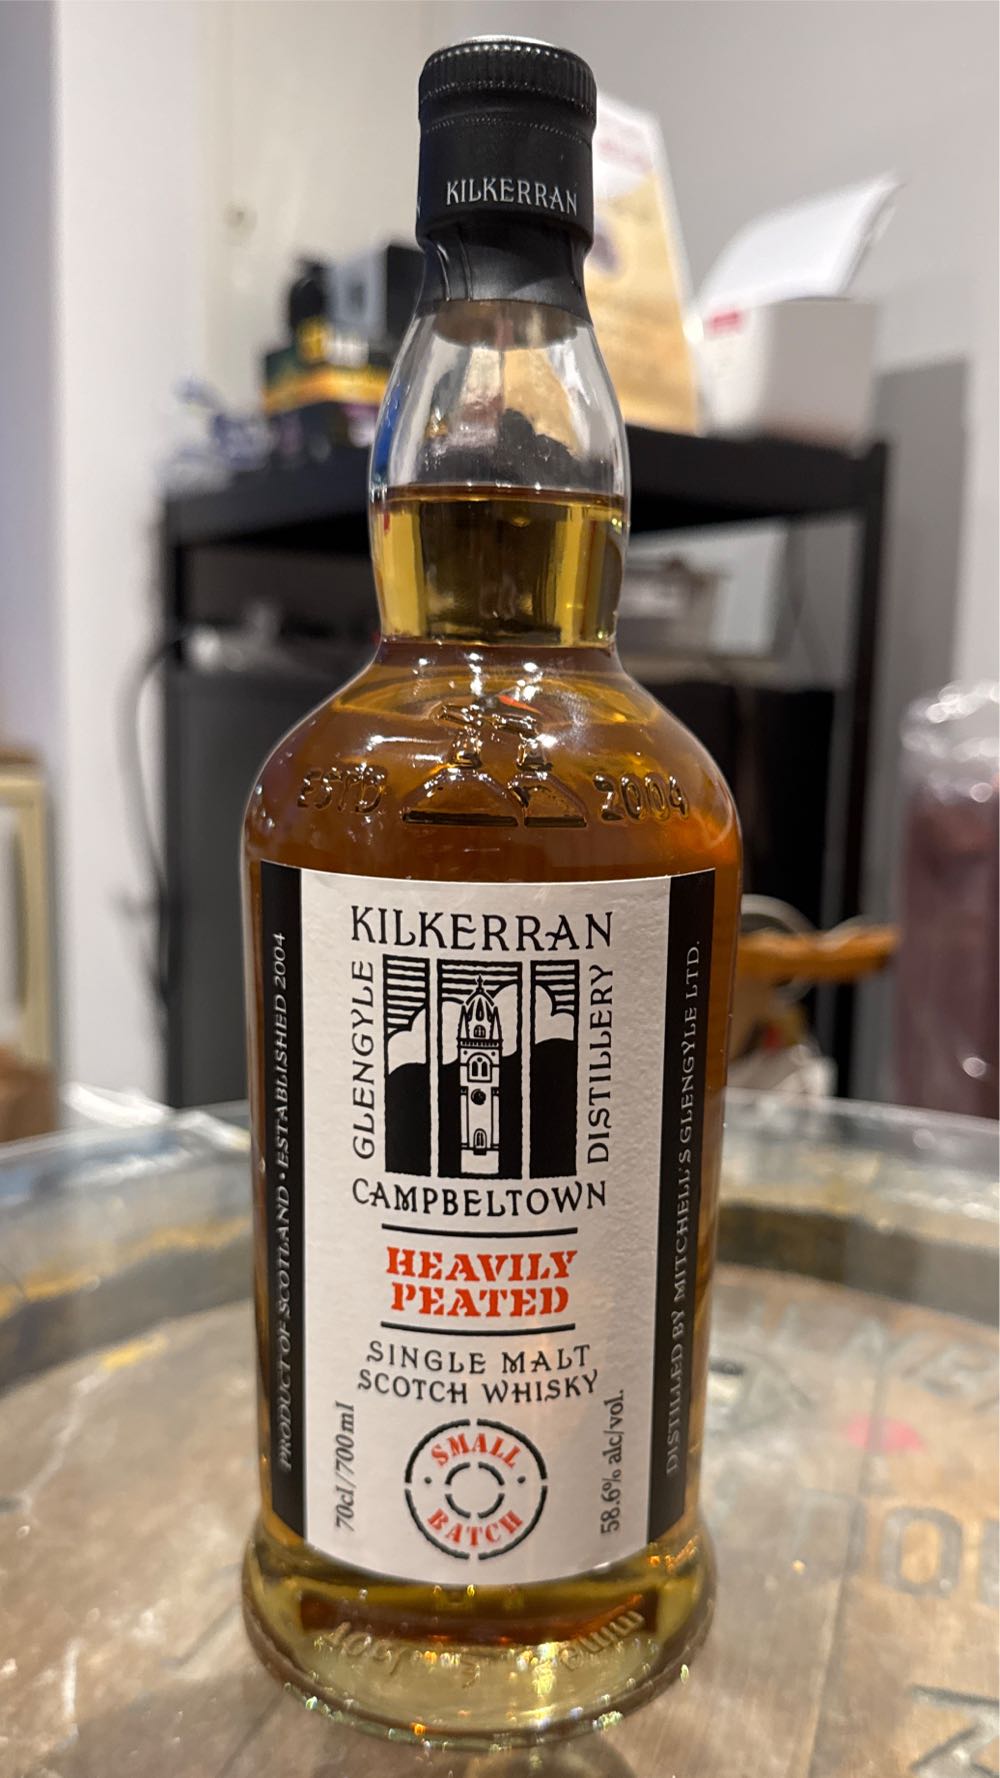 KILKERRAN
ESTD 2004
KILKERRAN
GLENGYLE
DISTILLERY
CAMPBELTOWN
HEAVILY
PEATED
SINGLE MALT
SCOTCH WHISKY
SMALL
BATCH
70cl/700ml
58.6% alc/vol.
PRODUCT OF SCOTLAND • ESTABLISHED 2004
DISTILLED BY MITCHELL'S GLENGYLE LTD.